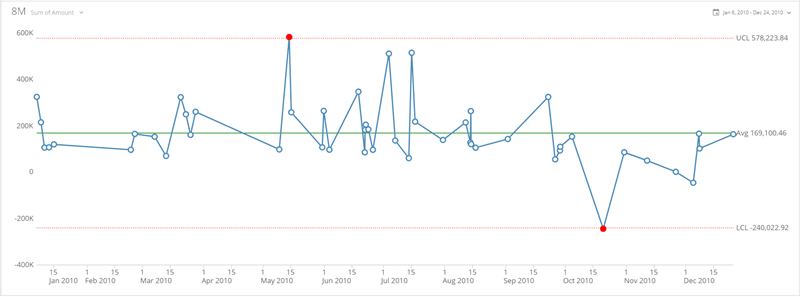 8M Sum of Amount
Jan 6, 2010 - Dec 24, 2010
600K
UCL 578,223.84
400K
200K
Avg 169,100.46
0
-200K
LCL -240,022.92
-400K
15 1 15 1 15 1 15 1 15 1 15 1 15 1 15 1 15 1 15 1 15 1 15
Jan 2010 Feb 2010 Mar 2010 Apr 2010 May 2010 Jun 2010 Jul 2010 Aug 2010 Sep 2010 Oct 2010 Nov 2010 Dec 2010